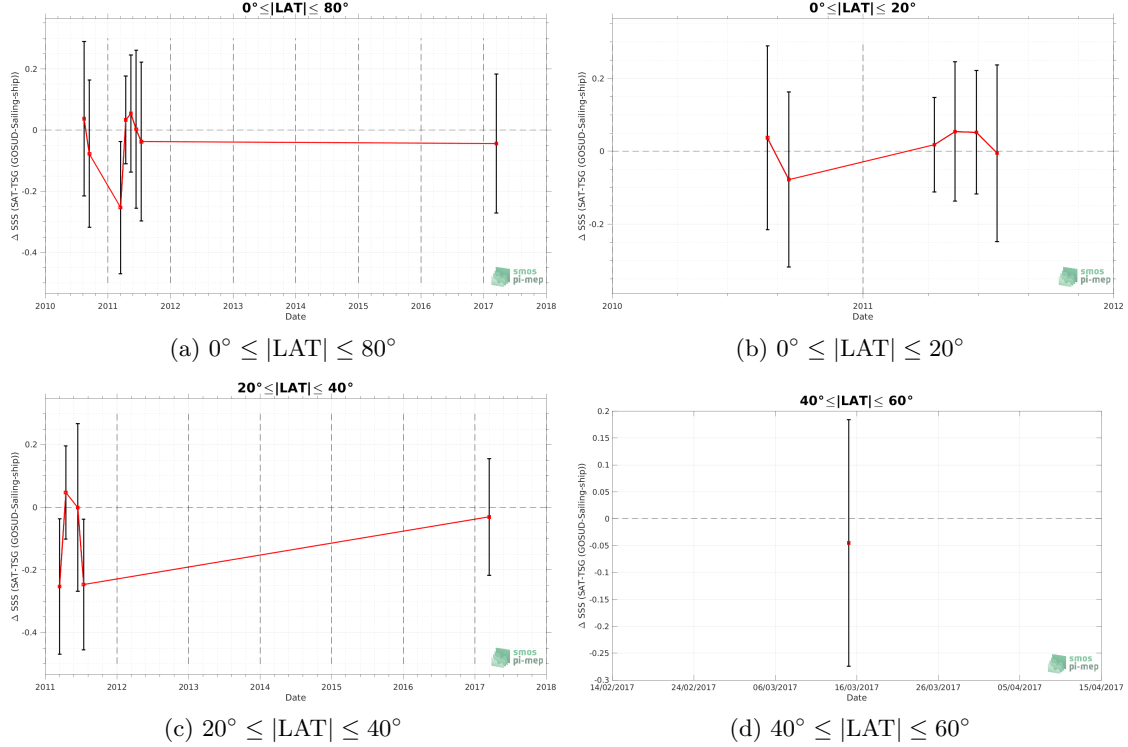 0°≤|LAT|≤ 80°
Δ SSS (SAT-TSG (GOSUD-Sailing-ship))
0.2
0
-0.2
-0.4
2010 2011 2012 2013 2014 2015 2016 2017 2018
Date
smos
pi-mep
(a) 0° ≤ |LAT| ≤ 80°
0°≤|LAT|≤ 20°
Δ SSS (SAT-TSG (GOSUD-Sailing-ship))
0.2
0
-0.2
2010 2011 2012
Date
smos
pi-mep
(b) 0° ≤ |LAT| ≤ 20°
20°≤|LAT|≤ 40°
Δ SSS (SAT-TSG (GOSUD-Sailing-ship))
0.2
0
-0.2
-0.4
2011 2012 2013 2014 2015 2016 2017 2018
Date
smos
pi-mep
(c) 20° ≤ |LAT| ≤ 40°
40°≤|LAT|≤ 60°
Δ SSS (SAT-TSG (GOSUD-Sailing-ship))
0.2
0.15
0.1
0.05
0
-0.05
-0.1
-0.15
-0.2
-0.25
-0.3
14/02/2017 24/02/2017 06/03/2017 16/03/2017 26/03/2017 05/04/2017 15/04/2017
Date
smos
pi-mep
(d) 40° ≤ |LAT| ≤ 60°